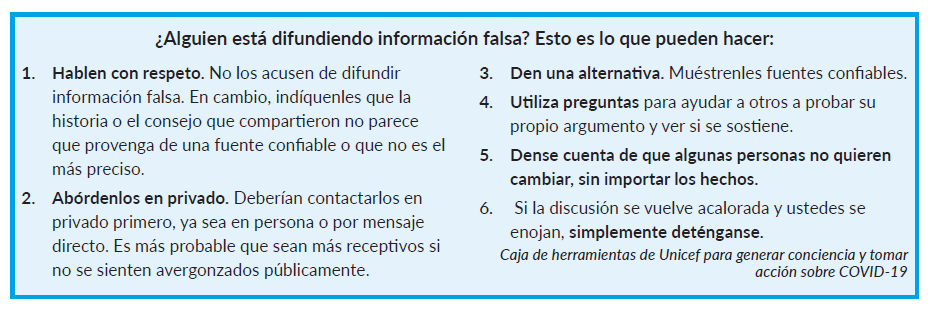 ¿Alguien está difundiendo información falsa? Esto es lo que pueden hacer:
1. Hablen con respeto. No los acusen de difundir
información falsa. En cambio, indíquenles que la
historia o el consejo que compartieron no parece
que provenga de una fuente confiable o que no es el
más preciso.
2. Abórdenlos en privado. Deberían contactarlos en
privado primero, ya sea en persona o por mensaje
directo. Es más probable que sean más receptivos si
no se sienten avergonzados públicamente.
3. Den una alternativa. Muéstrenles fuentes confiables.
4. Utiliza preguntas para ayudar a otros a probar su
propio argumento y ver si se sostiene.
5. Dense cuenta de que algunas personas no quieren
cambiar, sin importar los hechos.
6. Si la discusión se vuelve acalorada y ustedes se
enojan, simplemente deténganse.
Caja de herramientas de Unicef para generar conciencia y tomar
acción sobre COVID-19